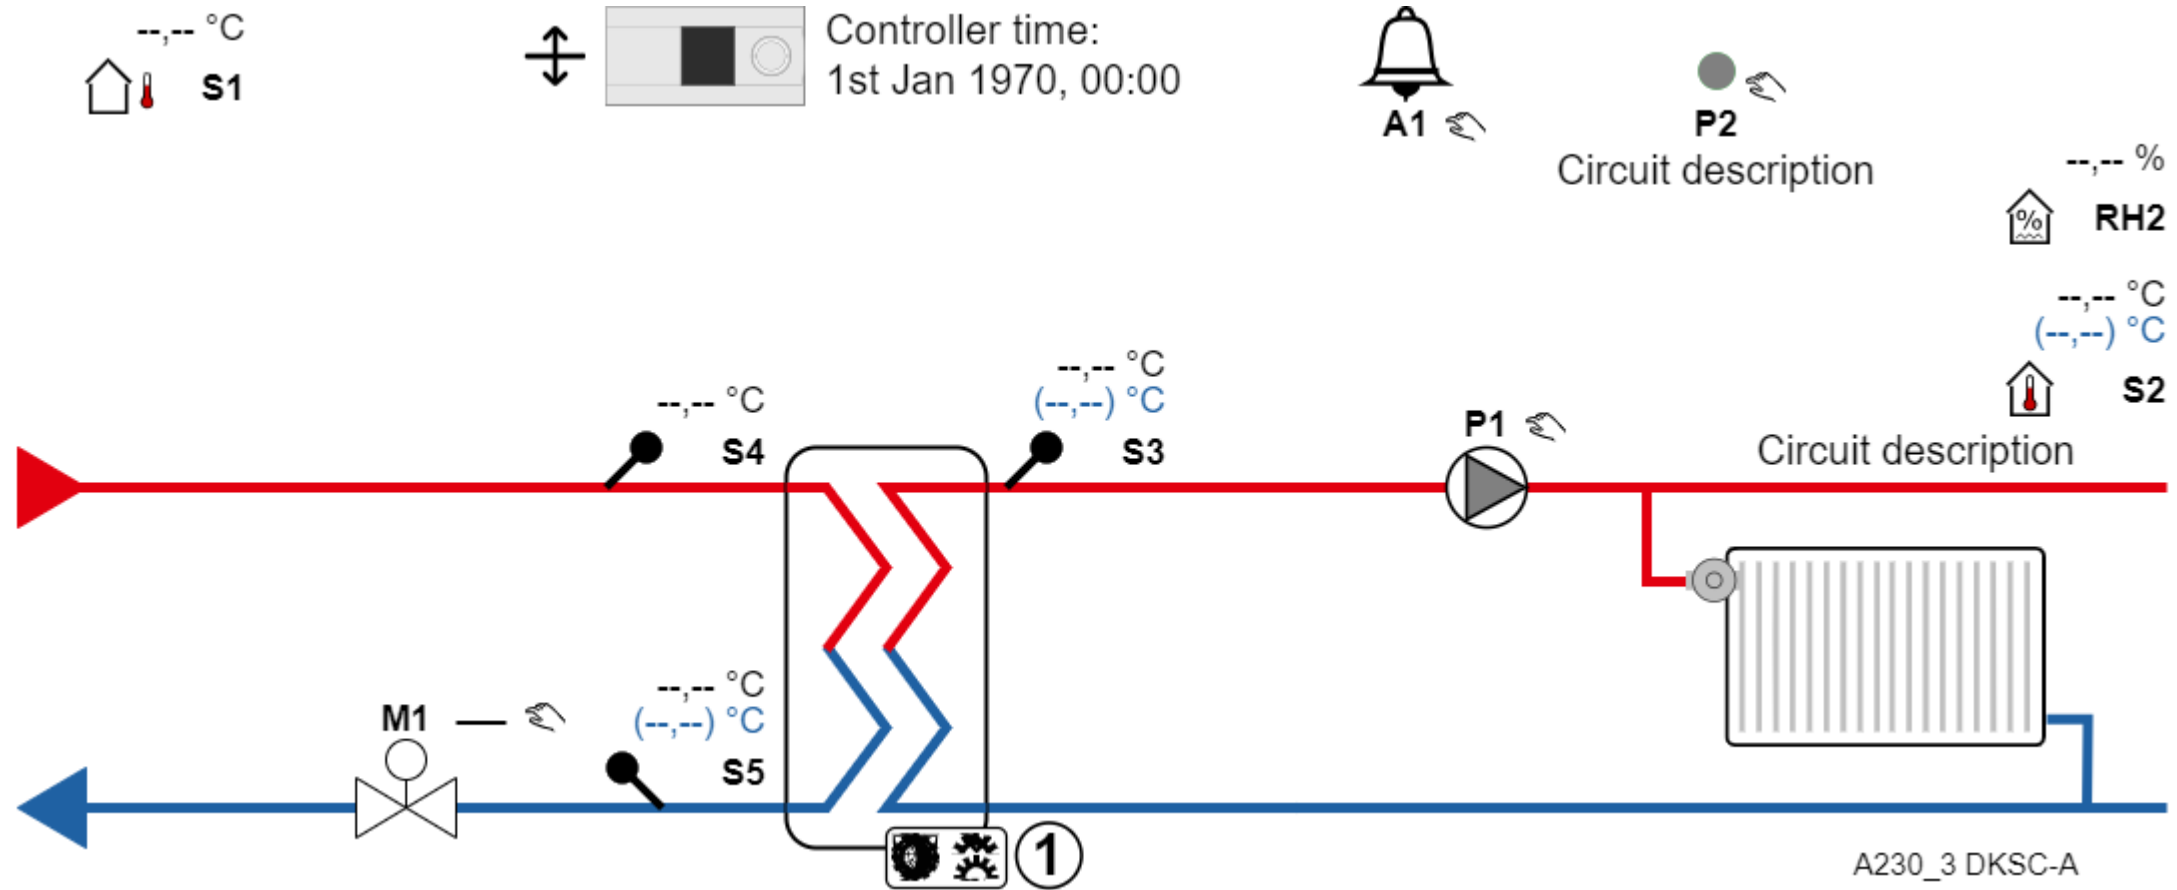 --,-- °C
S1
Controller time:
1st Jan 1970, 00:00
A1
P2
Circuit description
--,-- %
RH2
--,-- °C
(--,--) °C
S2
Circuit description
--,-- °C
S4
--,-- °C
(--,--) °C
S3
P1
M1
--,-- °C
(--,--) °C
S5
1
A230_3 DKSC-A
%